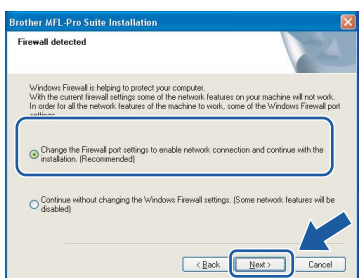 Brother MFL-Pro Suite Installation
Firewall detected
Windows Firewall is helping to protect your computer.
With the current firewall settings some of the network features on your machine will not work.
In order for all the network features of the machine to work, some of the Windows Firewall port
settings
Change the Firewall port settings to enable network connection and continue with the
installation. (Recommended)
Continue without changing the Windows Firewall settings. (Some network features will be
disabled)
< Back
Next >
Cancel